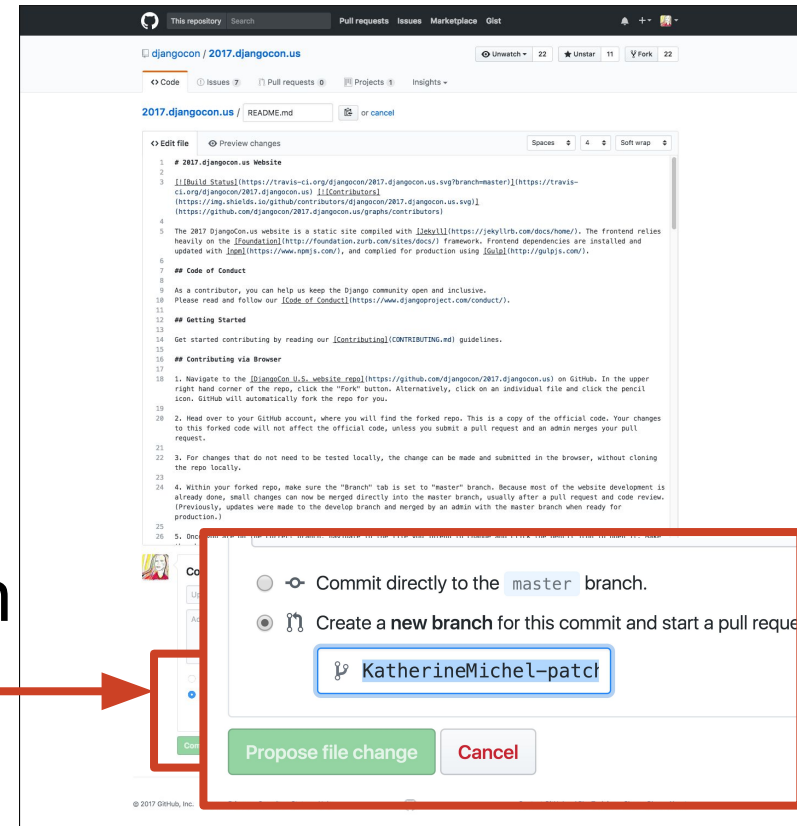 This repository Search Pull requests Issues Marketplace Gist
djangocon / 2017.djangocon.us Unwatch 22 Unstar 11 Fork 22
Code Issues 7 Pull requests 0 Projects 1 Insights
2017.djangocon.us / README.md or cancel
Edit file Preview changes Spaces 4 Soft wrap
1 # 2017.djangocon.us Website
2
3 [![Build Status](https://travis-ci.org/djangocon/2017.djangocon.us.svg?branch=master)](https://travis-
ci.org/djangocon/2017.djangocon.us) [![Contributors]
(https://img.shields.io/github/contributors/djangocon/2017.djangocon.us.svg)]
(https://github.com/djangocon/2017.djangocon.us/graphs/contributors)
4
5 The 2017 DjangoCon.us website is a static site compiled with [Jekyll](https://jekyllrb.com/docs/home/). The frontend relies
heavily on the [Foundation](http://foundation.zurb.com/sites/docs/) framework. Frontend dependencies are installed and
updated with [npm](https://www.npmjs.com/), and complied for production using [Gulp](http://gulpjs.com/).
6
7 ## Code of Conduct
8
9 As a contributor, you can help us keep the Django community open and inclusive.
10 Please read and follow our [Code of Conduct](https://www.djangoproject.com/conduct/).
11
12 ## Getting Started
13
14 Get started contributing by reading our [Contributing](CONTRIBUTING.md) guidelines.
15
16 ## Contributing via Browser
17
18 1. Navigate to the [DjangoCon U.S. website repo](https://github.com/djangocon/2017.djangocon.us) on GitHub. In the upper
right hand corner of the repo, click the "Fork" button. Alternatively, click on an individual file and click the pencil
icon. GitHub will automatically fork the repo for you.
19
20 2. Head over to your GitHub account, where you will find the forked repo. This is a copy of the official code. Your changes
to this forked code will not affect the official code, unless you submit a pull request and an admin merges your pull
request.
21
22 3. For changes that do not need to be tested locally, the change can be made and submitted in the browser, without cloning
the repo locally.
23
24 4. Within your forked repo, make sure the "Branch" tab is set to "master" branch. Because most of the website development is
already done, small changes can now be merged directly into the master branch, usually after a pull request and code review.
(Previously, updates were made to the develop branch and merged by an admin with the master branch when ready for
production.)
25
26 5.
Co
n
Commit directly to the master branch.
Create a new branch for this commit and start a pull reque
KatherineMichel-patch
Propose file change Cancel
© 2017 GitHub, Inc.